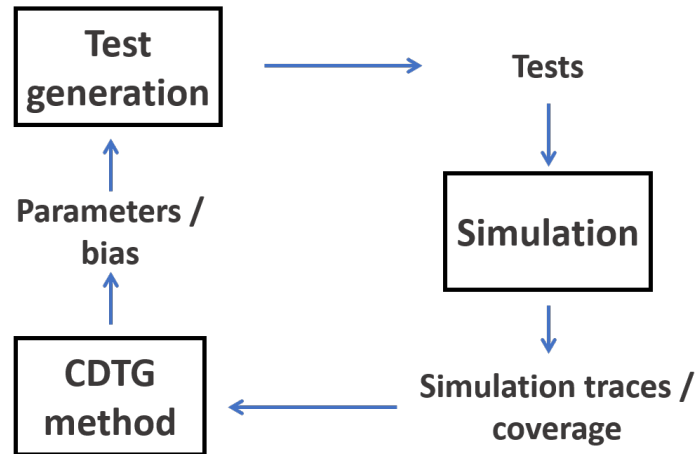 Test
generation
Tests
Parameters /
bias
Simulation
CDTG
method
Simulation traces /
coverage